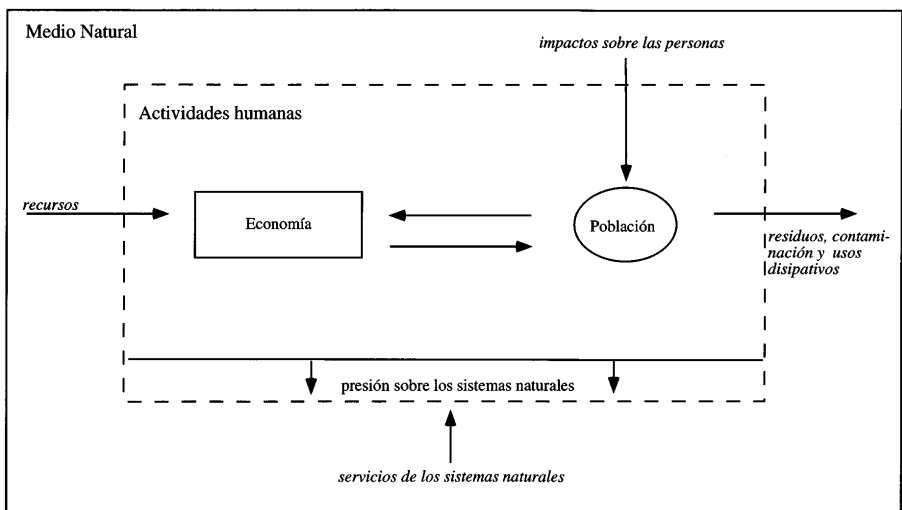 Medio Natural
impactos sobre las personas
Actividades humanas
recursos
Economía
Población
residuos, contami-
nación y usos
disipativos
presión sobre los sistemas naturales
servicios de los sistemas naturales